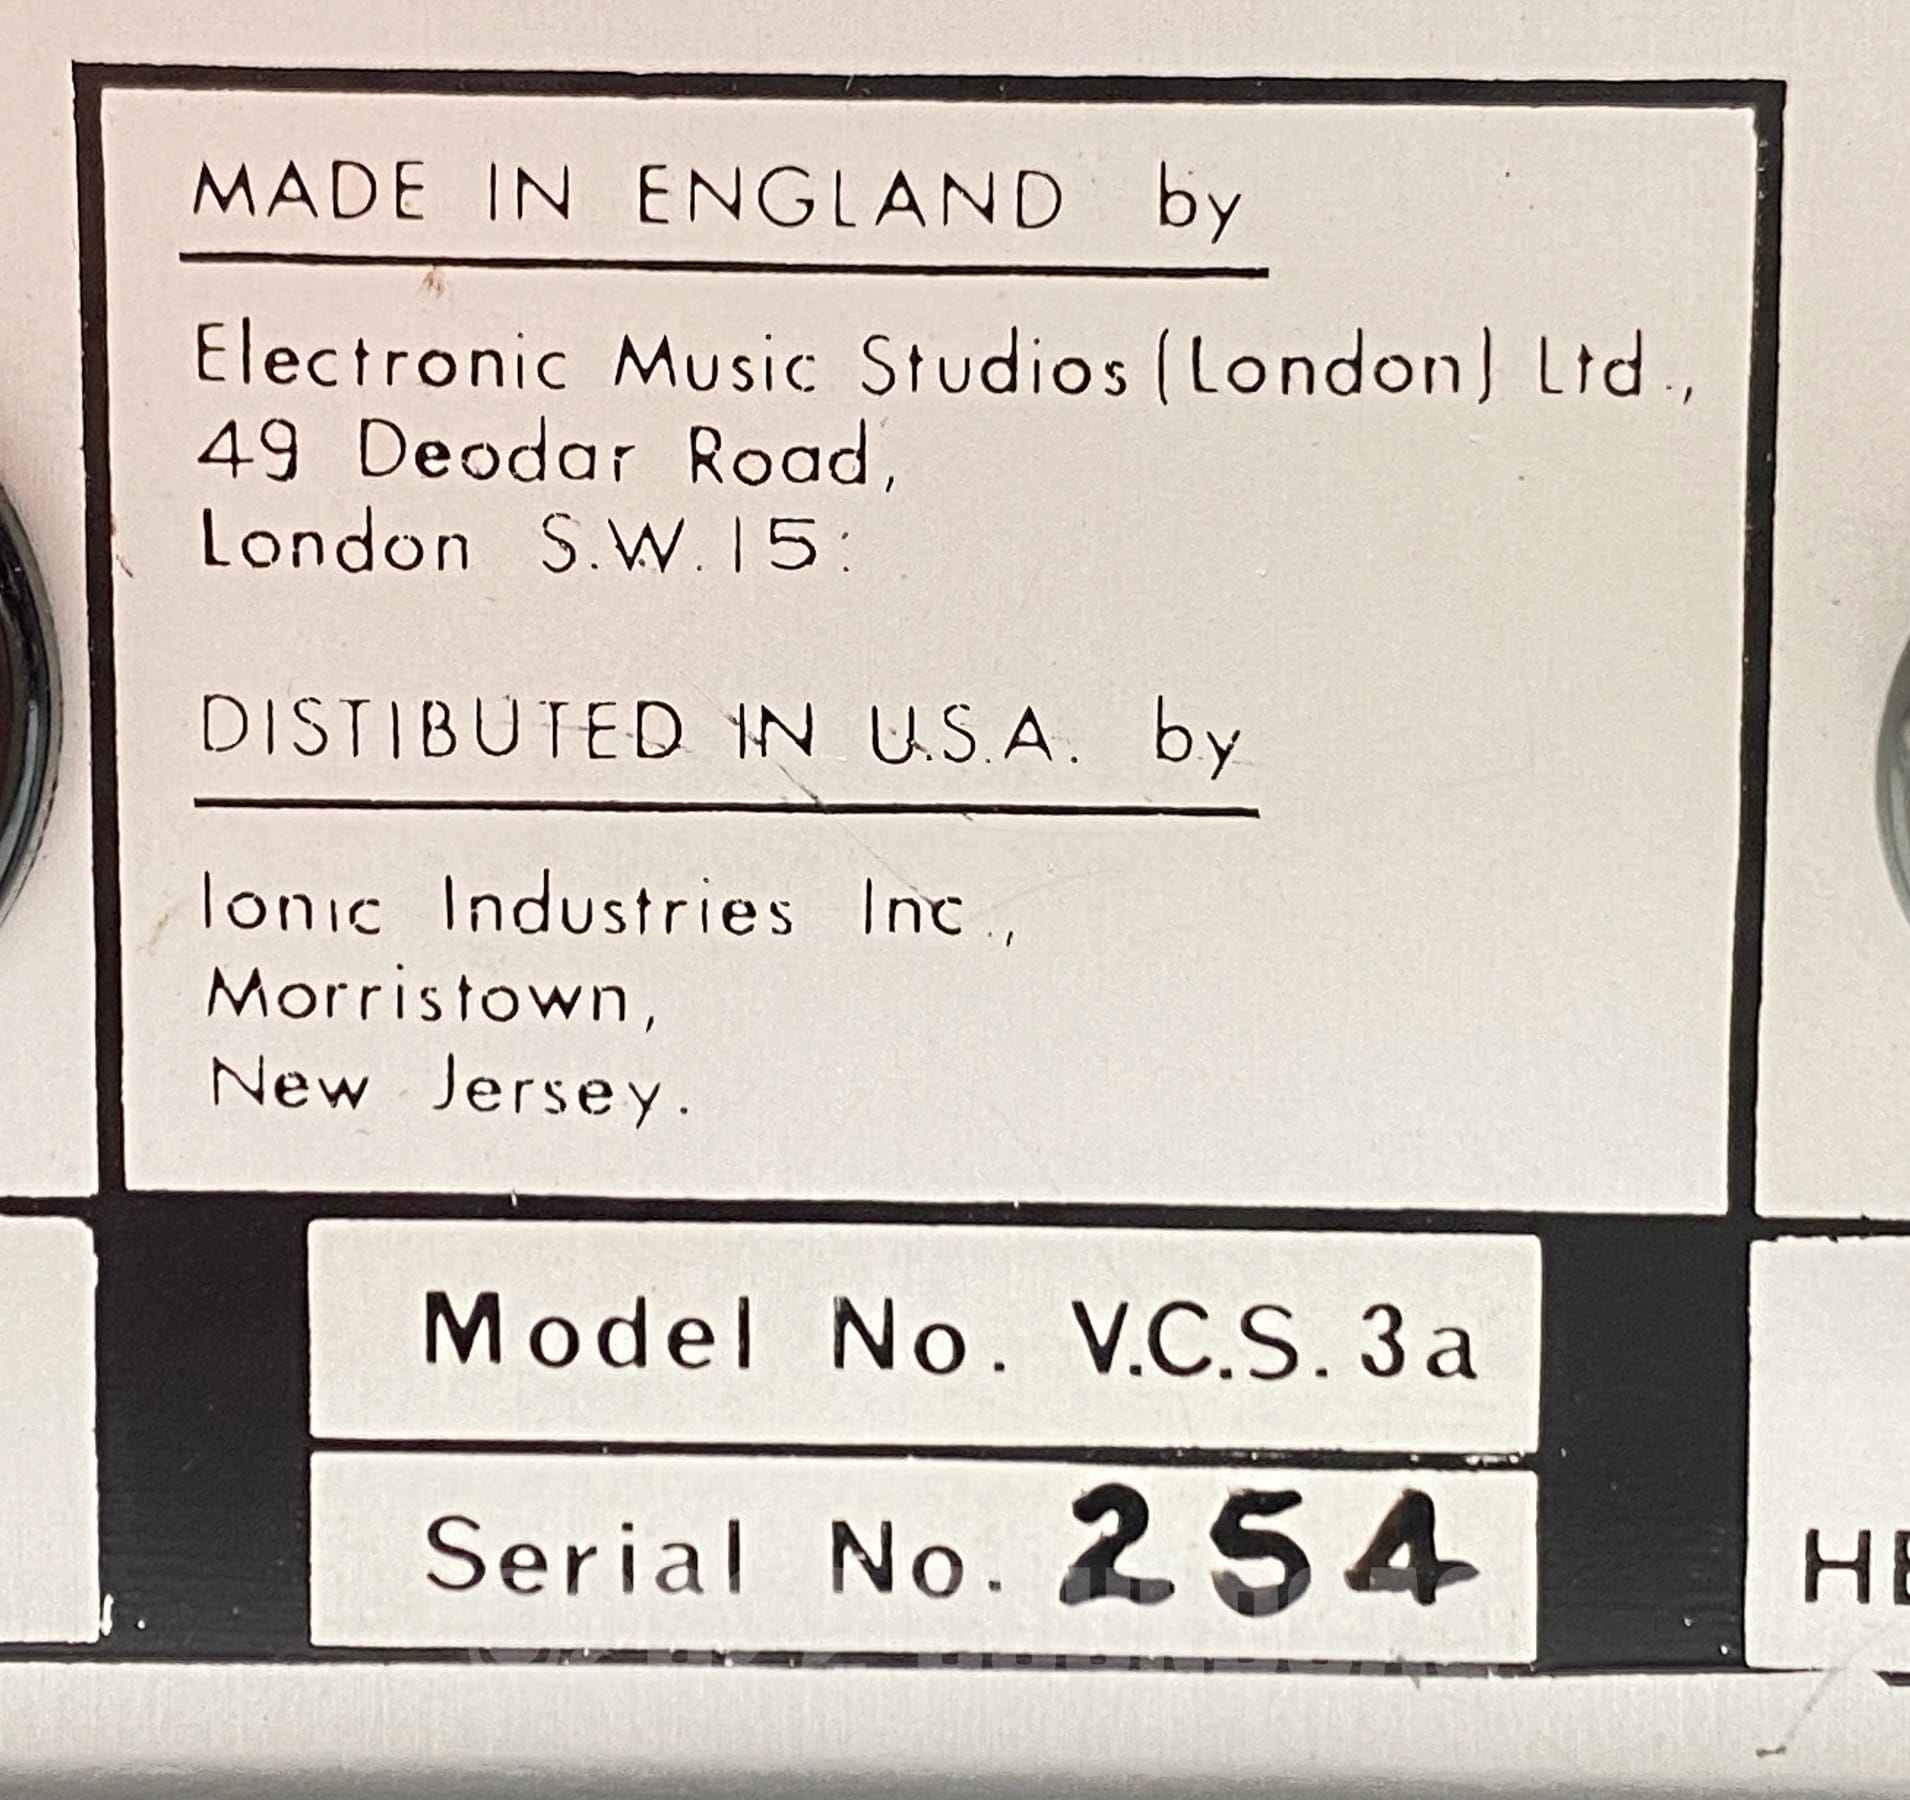 MADE IN ENGLAND by
Electronic Music Studios (London) Ltd.,
49 Deodar Road,
London S.W.15.
DISTIBUTED IN U.S.A. by
Ionic Industries Inc.,
Morristown,
New Jersey.
Model No. V.C.S.3a
Serial No. 254